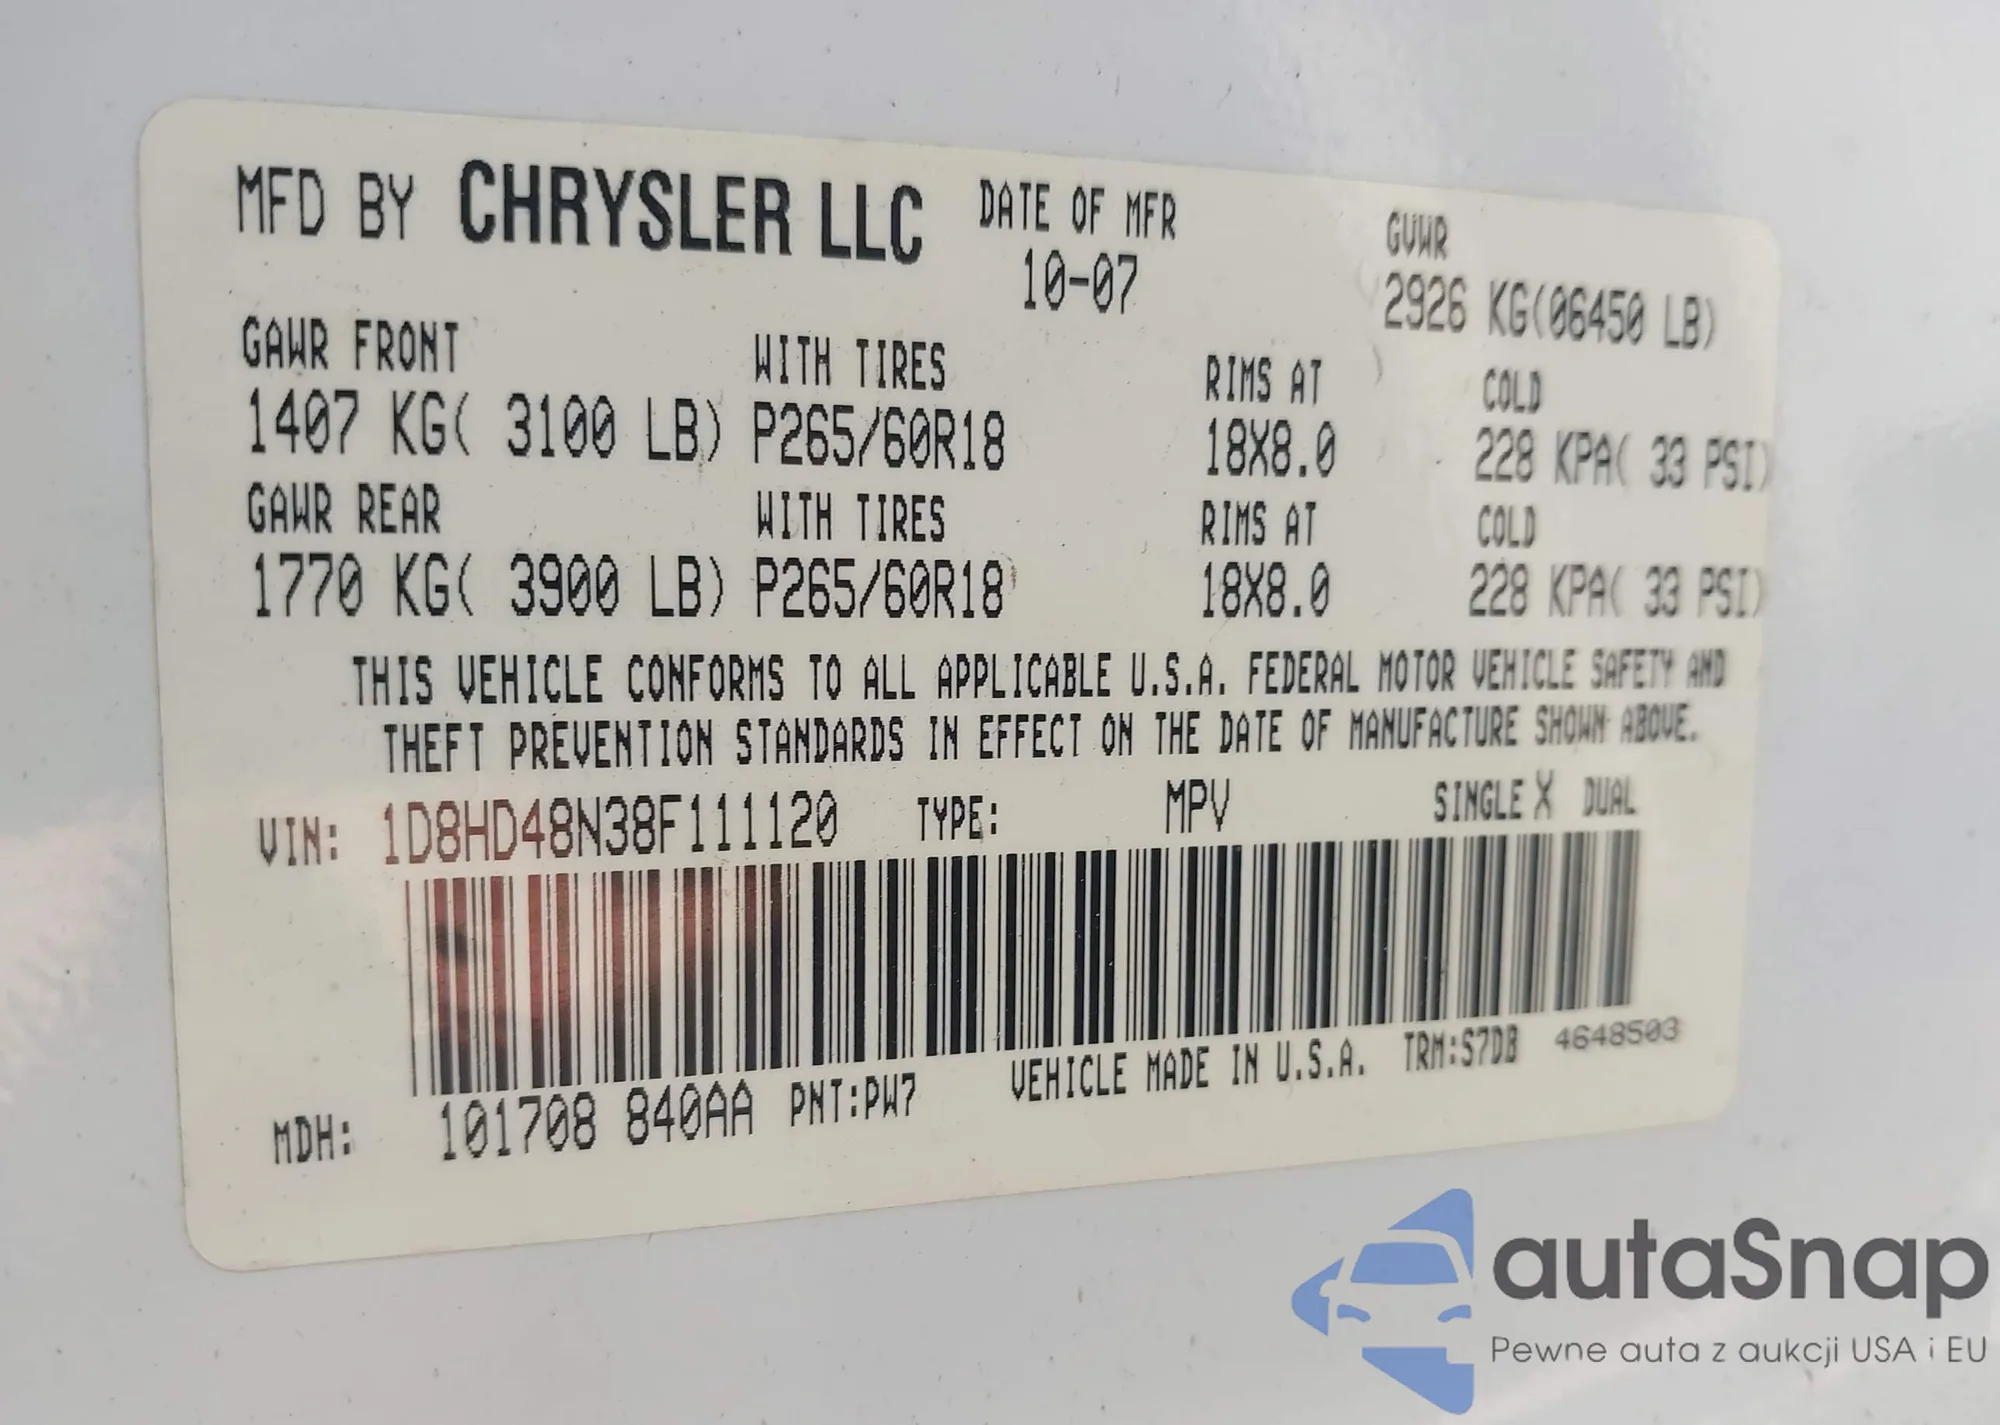 MFD BY CHRYSLER LLC DATE OF MFR GVWR
10-07 2926 KG(06450 LB)
GAWR FRONT WITH TIRES RIMS AT COLD
1407 KG( 3100 LB) P265/60R18 18X8.0 228 KPA( 33 PSI)
GAWR REAR WITH TIRES RIMS AT COLD
1770 KG( 3900 LB) P265/60R18 18X8.0 228 KPA( 33 PSI)
THIS VEHICLE CONFORMS TO ALL APPLICABLE U.S.A. FEDERAL MOTOR VEHICLE SAFETY AND
THEFT PREVENTION STANDARDS IN EFFECT ON THE DATE OF MANUFACTURE SHOWN ABOVE.
VIN: 1D8HD48N38F111120 TYPE: MPV SINGLE X DUAL
MDH: 101708 840AA PNT:PW7 VEHICLE MADE IN U.S.A. TRM:S7DB 4648503
autaSnap
Pewne auta z aukcji USA i EU